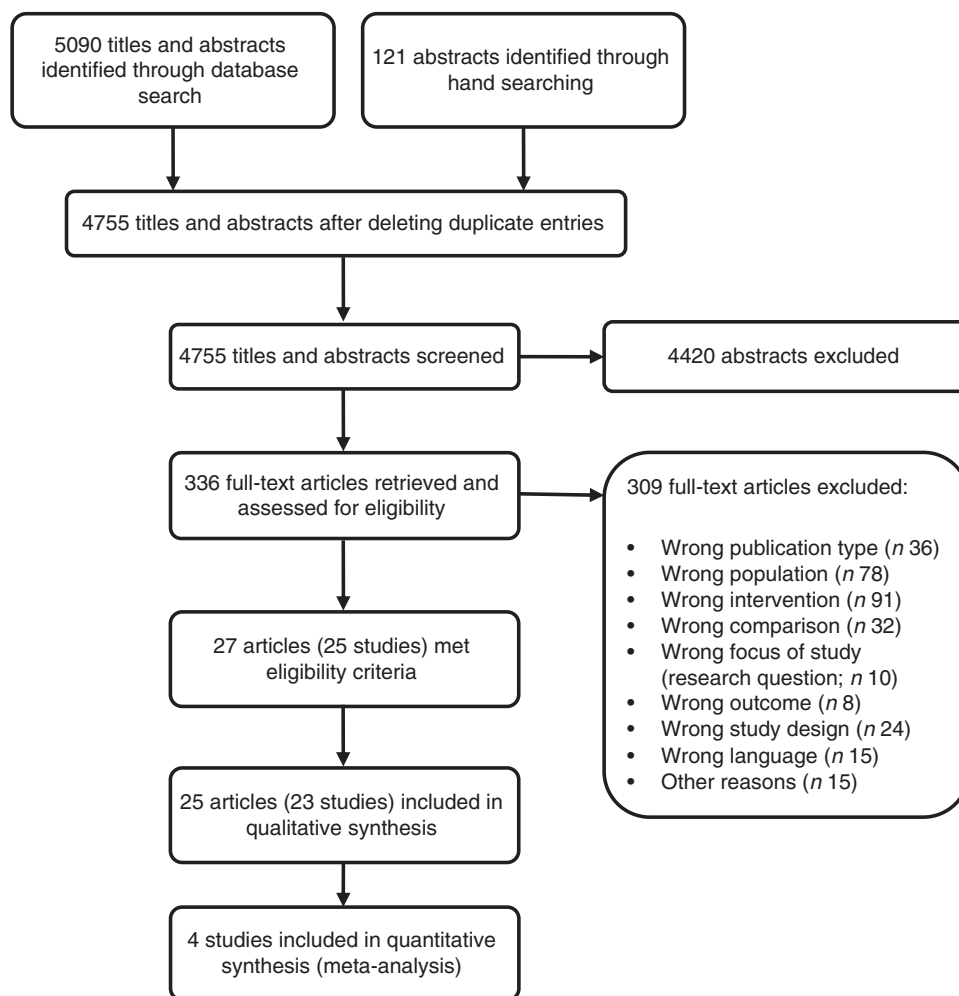 5090 titles and abstracts
identified through database
search
121 abstracts identified through
hand searching
4755 titles and abstracts after deleting duplicate entries
4755 titles and abstracts screened
4420 abstracts excluded
336 full-text articles retrieved and
assessed for eligibility
309 full-text articles excluded:
• Wrong publication type (n 36)
• Wrong population (n 78)
• Wrong intervention (n 91)
• Wrong comparison (n 32)
• Wrong focus of study
(research question; n 10)
• Wrong outcome (n 8)
• Wrong study design (n 24)
• Wrong language (n 15)
• Other reasons (n 15)
27 articles (25 studies) met
eligibility criteria
25 articles (23 studies) included in
qualitative synthesis
4 studies included in quantitative
synthesis (meta-analysis)